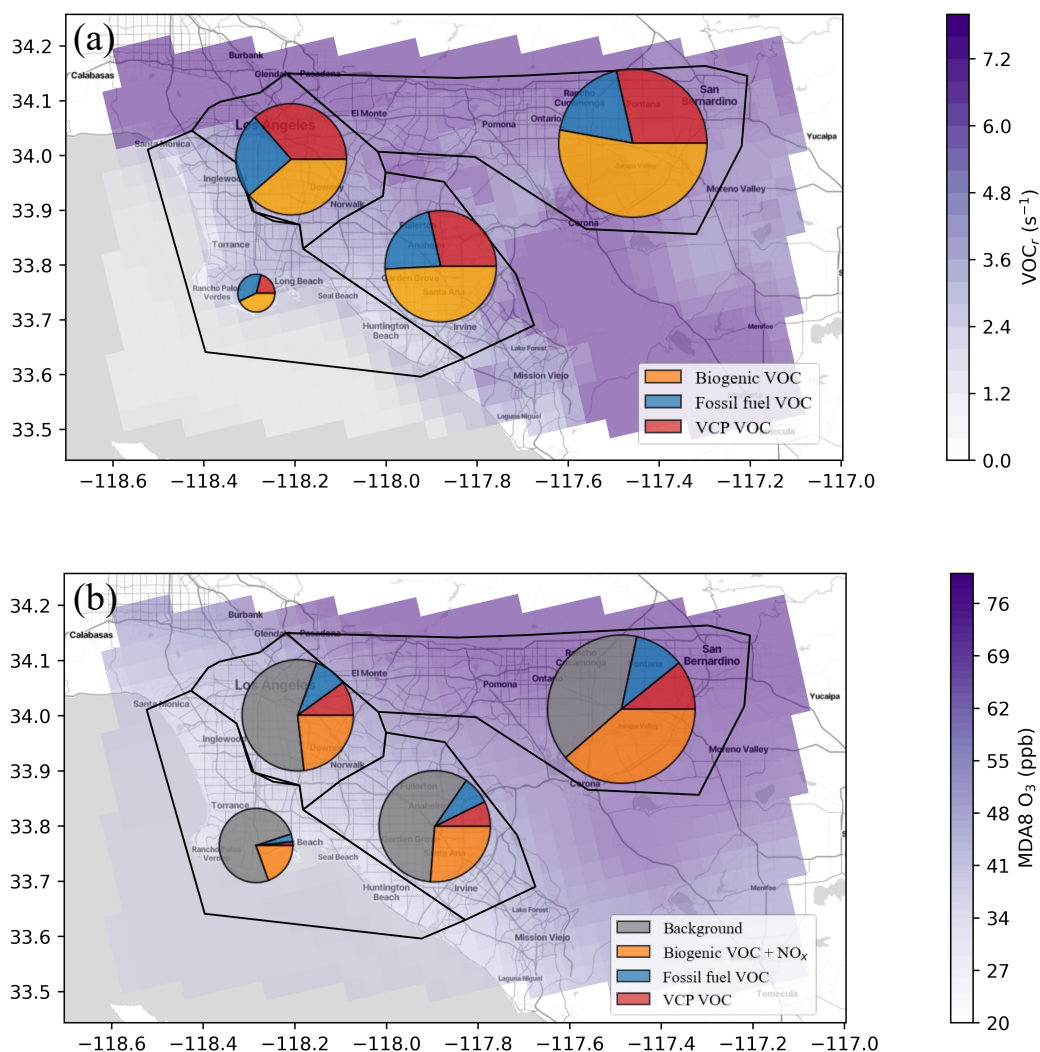 (a)
34.2
34.1
34.0
33.9
33.8
33.7
33.6
33.5
−118.6 −118.4 −118.2 −118.0 −117.8 −117.6 −117.4 −117.2 −117.0
Burbank
Calabasas
Glendale Pasadena
San
Bernardino
Rancho
Cucamonga
Fontana
El Monte
Ontario
Pomona
Los Angeles
Yucaipa
Santa Monica
Inglewood
Downey
Moreno Valley
Norwalk
Corona
Fullerton
Torrance
Anaheim
Garden Grove
Long Beach
Rancho Palos
Verdes
Santa Ana
Seal Beach
Huntington
Beach
Irvine
Menifee
Lake Forest
Mission Viejo
Laguna Niguel
Biogenic VOC
Fossil fuel VOC
VCP VOC
7.2
6.0
4.8
3.6
2.4
1.2
0.0
VOCr (s−1)
(b)
34.2
34.1
34.0
33.9
33.8
33.7
33.6
33.5
−118.6 −118.4 −118.2 −118.0 −117.8 −117.6 −117.4 −117.2 −117.0
Burbank
Calabasas
Glendale Pasadena
San
Bernardino
Rancho
Cucamonga
Fontana
El Monte
Pomona
Los Angeles
Yucaipa
Santa Monica
Inglewood
Downey
Moreno Valley
Norwalk
Corona
Fullerton
Torrance
Anaheim
Garden Grove
Beach
Rancho Palos
Verdes
Santa Ana
Seal Beach
Huntington
Beach
Irvine
Menifee
Lake Forest
Mission Viejo
Laguna Niguel
Temecula
Background
Biogenic VOC + NOx
Fossil fuel VOC
VCP VOC
76
69
62
55
48
41
34
27
20
MDA8 O3 (ppb)